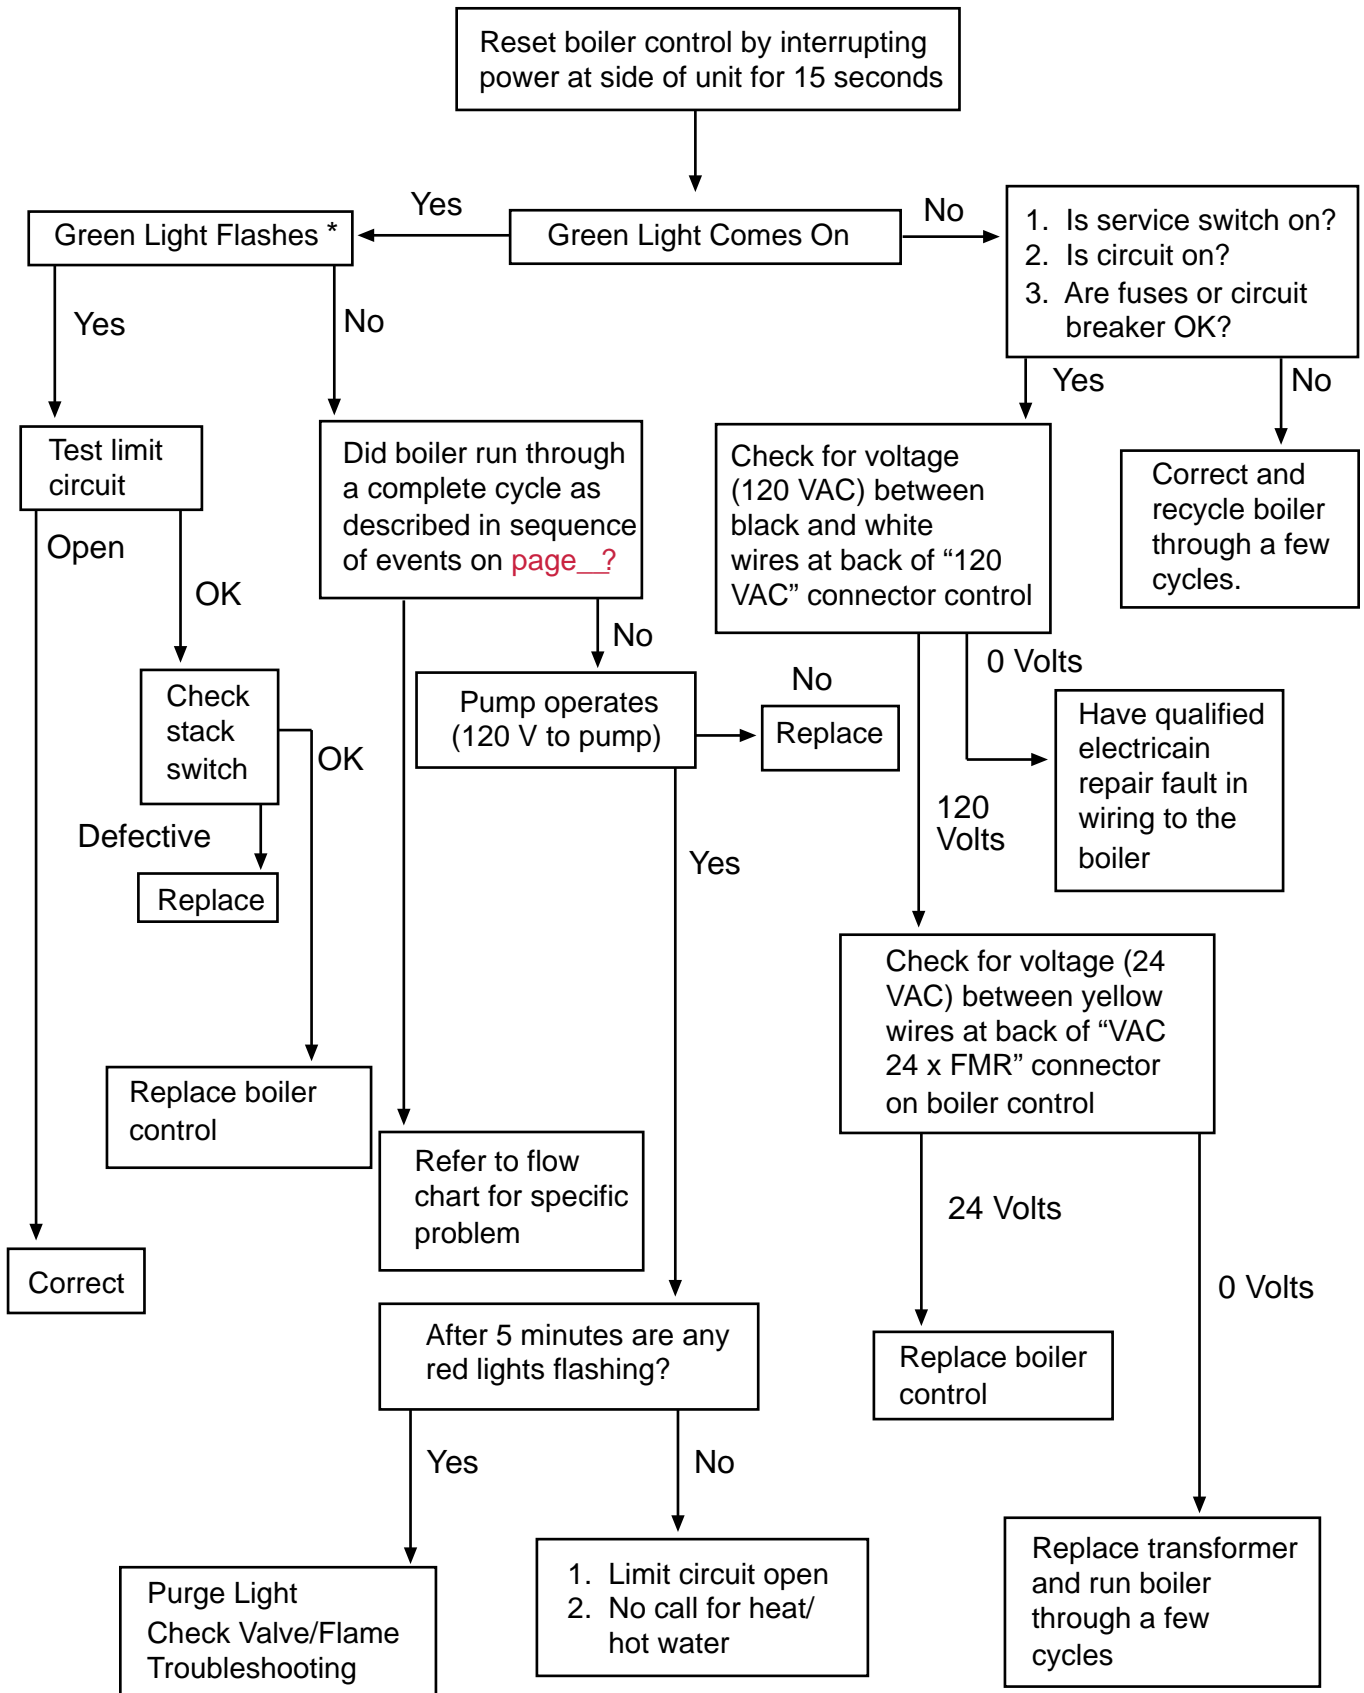 Reset boiler control by interrupting
power at side of unit for 15 seconds
Yes
No
Green Light Flashes *
Green Light Comes On
1. Is service switch on?
2. Is circuit on?
3. Are fuses or circuit
breaker OK?
Yes
No
Yes
No
Test limit
circuit
Did boiler run through
a complete cycle as
described in sequence
of events on page__?
Check for voltage
(120 VAC) between
black and white
wires at back of “120
VAC” connector control
Correct and
recycle boiler
through a few
cycles.
Open
OK
No
0 Volts
Check
stack
switch
OK
Pump operates
(120 V to pump)
No
Replace
Have qualified
electricain
repair fault in
wiring to the
boiler
Defective
120
Volts
Yes
Replace
Check for voltage (24
VAC) between yellow
wires at back of “VAC
24 x FMR” connector
on boiler control
Replace boiler
control
Refer to flow
chart for specific
problem
24 Volts
0 Volts
Correct
After 5 minutes are any
red lights flashing?
Replace boiler
control
Yes
No
Purge Light
Check Valve/Flame
Troubleshooting
1. Limit circuit open
2. No call for heat/
hot water
Replace transformer
and run boiler
through a few
cycles